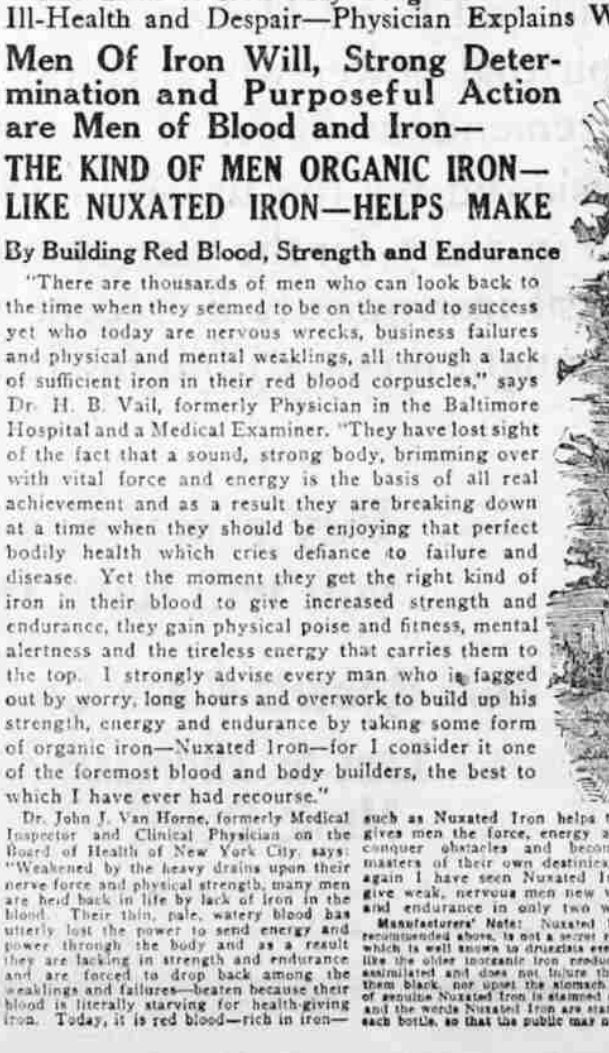 Ill-Health and Despair—Physician Explains W
Men Of Iron Will, Strong Deter-
mination and Purposeful Action
are Men of Blood and Iron—
THE KIND OF MEN ORGANIC IRON—
LIKE NUXATED IRON—HELPS MAKE
By Building Red Blood, Strength and Endurance
"There are thousands of men who can look back to
the time when they seemed to be on the road to success
yet who today are nervous wrecks, business failures
and physical and mental weaklings, all through a lack
of sufficient iron in their red blood corpuscles," says
Dr. H. B. Vail, formerly Physician in the Baltimore
Hospital and a Medical Examiner. "They have lost sight
of the fact that a sound, strong body, brimming over
with vital force and energy is the basis of all real
achievement and as a result they are breaking down
at a time when they should be enjoying that perfect
bodily health which cries defiance to failure and
disease. Yet the moment they get the right kind of
iron in their blood to give increased strength and
endurance, they gain physical poise and fitness, mental
alertness and the tireless energy that carries them to
the top. I strongly advise every man who is fagged
out by worry, long hours and overwork to build up his
strength, energy and endurance by taking some form
of organic iron—Nuxated Iron—for I consider it one
of the foremost blood and body builders, the best to
which I have ever had recourse."
Dr. John J. Van Horne, formerly Medical
Inspector and Clinical Physician on the
Board of Health of New York City, says:
"Weakened by the heavy drains upon their
nerve force and physical strength, many men
are held back in life by lack of iron in the
blood. Their thin, pale, watery blood has
utterly lost the power to send energy and
power through the body and as a result
they are lacking in strength and endurance
and are forced to drop back among the
weaklings and failures—beaten because their
blood is literally starving for health-giving
iron. Today, it is red blood—rich in iron—
such as Nuxated Iron helps
gives men the force, energy
conquer obstacles and
masters of their own
again I have seen Nuxated
give weak, nervous men new
and endurance in only two
Manufacturers' Note: Nuxated
recommended above, is not a secret
which is well known to druggists
like the older inorganic iron
assimilated and does not injure
them black, nor upset the stomach
of genuine Nuxated Iron is stamped
and the words Nuxated Iron are
each bottle, so that the public may